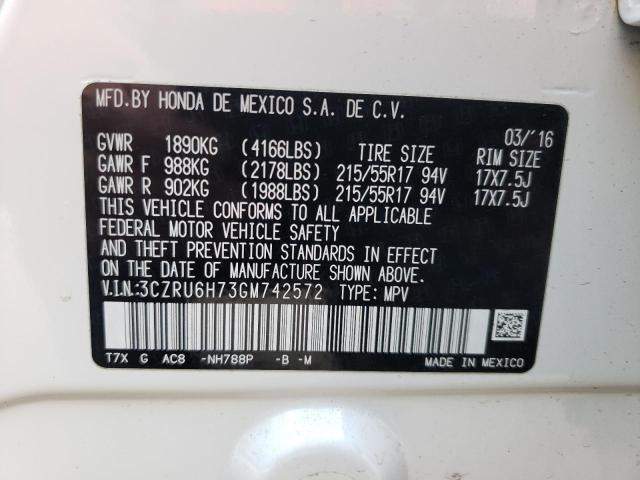 MFD.BY HONDA DE MEXICO S.A. DE C.V.
03/'16
GVWR 1890KG (4166LBS) TIRE SIZE RIM SIZE
GAWR F 988KG (2178LBS) 215/55R17 94V 17X7.5J
GAWR R 902KG (1988LBS) 215/55R17 94V 17X7.5J
THIS VEHICLE CONFORMS TO ALL APPLICABLE
FEDERAL MOTOR VEHICLE SAFETY
AND THEFT PREVENTION STANDARDS IN EFFECT
ON THE DATE OF MANUFACTURE SHOWN ABOVE.
V.I.N.:3CZRU6H73GM742572 TYPE: MPV
T7X G AC8 -NH788P -B -M
MADE IN MEXICO